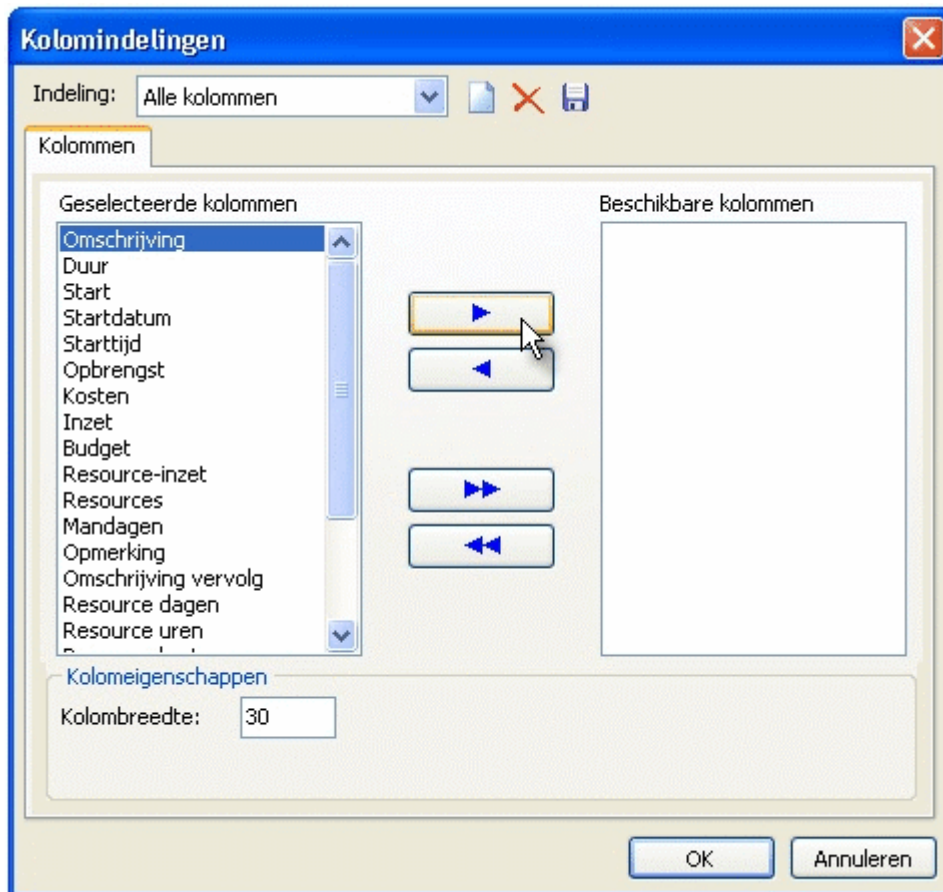 Kolomindelingen
Indeling: Alle kolommen
Kolommen
Geselecteerde kolommen
Omschrijving
Duur
Start
Startdatum
Starttijd
Opbrengst
Kosten
Inzet
Budget
Resource-inzet
Resources
Mandagen
Opmerking
Omschrijving vervolg
Resource dagen
Resource uren
Beschikbare kolommen
Kolomeigenschappen
Kolombreedte: 30
OK Annuleren